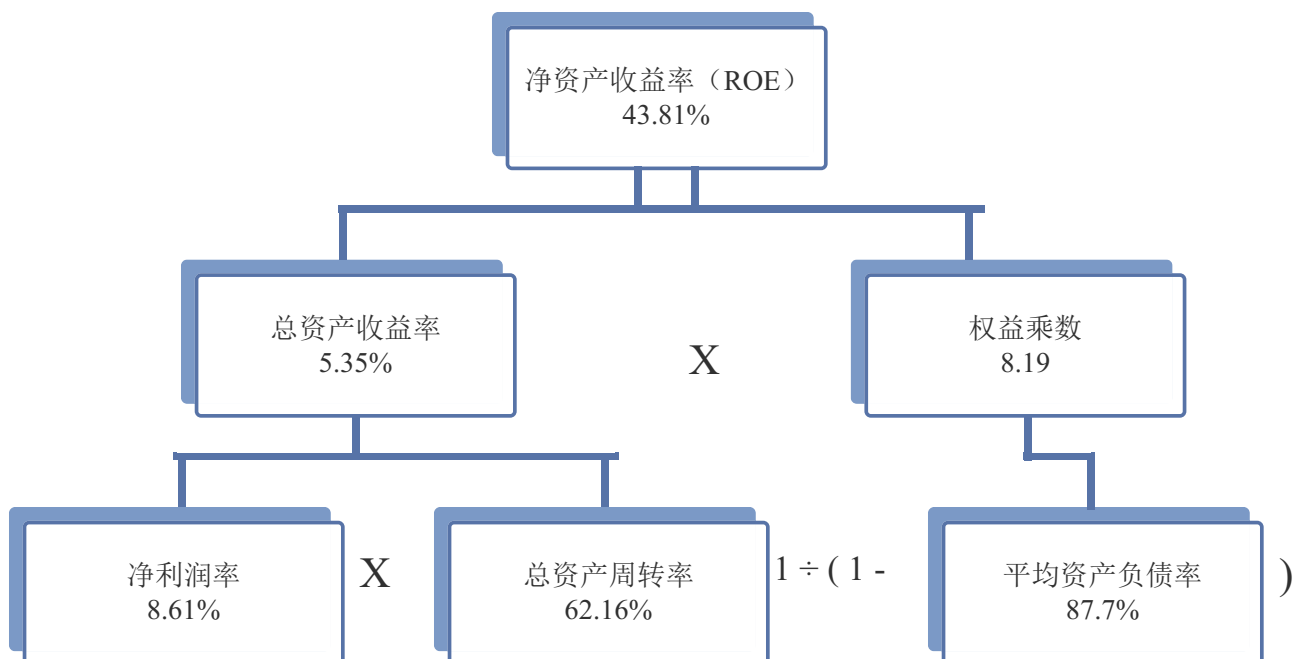 净资产收益率（ROE）
43.81%
总资产收益率
5.35%
X
权益乘数
8.19
净利润率
8.61%
X
总资产周转率
62.16%
1 ÷ ( 1 -
平均资产负债率
87.7%
)